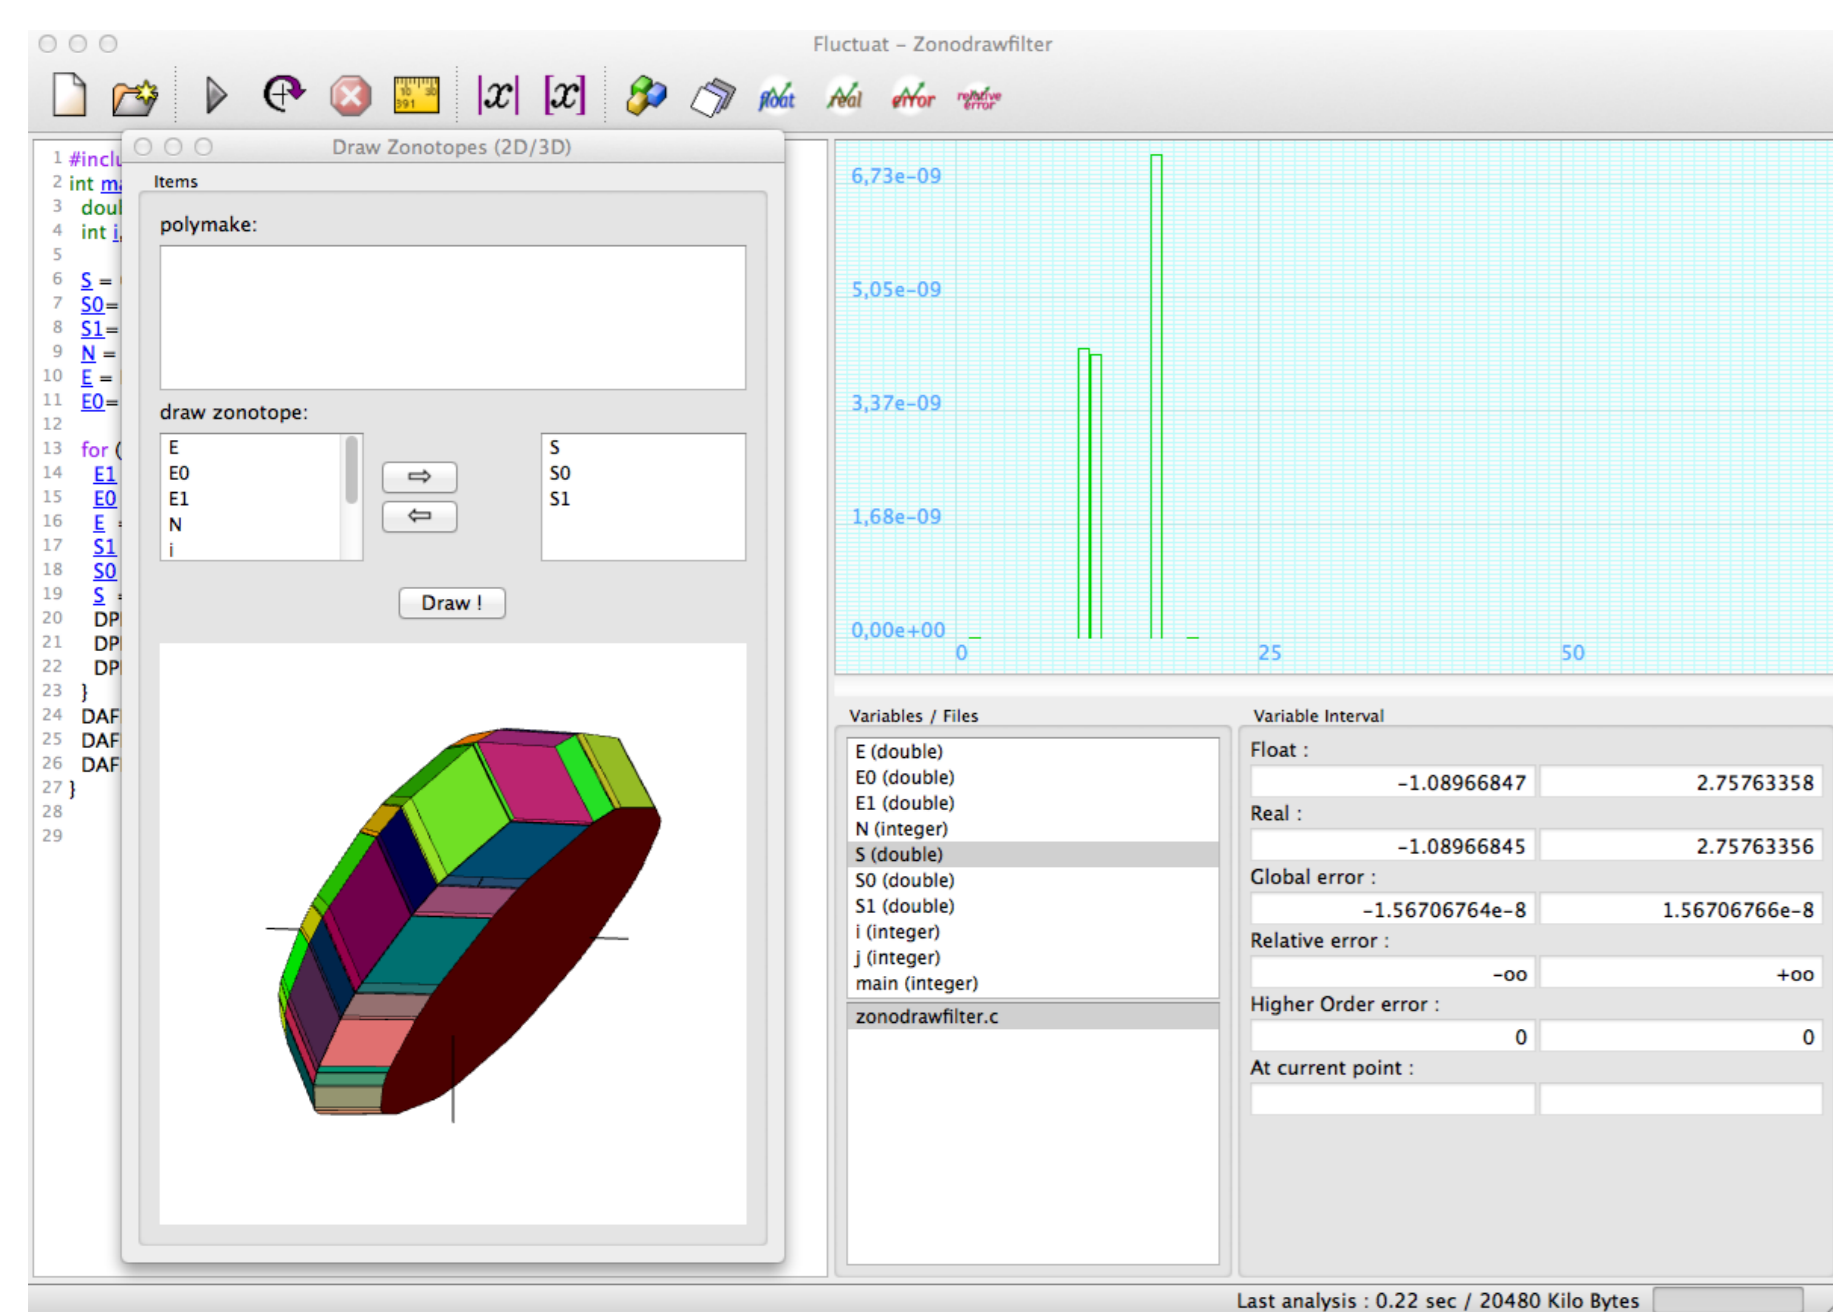 Fluctuat – Zonodrawfilter
10 30
391
|x| [x] float real error relative error
Draw Zonotopes (2D/3D)
Items
polymake:
draw zonotope:
E
E0
E1
N
i
S
S0
S1
Draw !
1 #inclu
2 int ma
3 doul
4 int i,
5
6 S =
7 S0=
8 S1=
9 N =
10 E =
11 E0=
12
13 for (
14 E1
15 E0
16 E =
17 S1
18 S0
19 S =
20 DP
21 DP
22 DP
23 }
24 DAF
25 DAF
26 DAF
27 }
28
29
6,73e–09
5,05e–09
3,37e–09
1,68e–09
0,00e+00
0 25 50
Variables / Files
E (double)
E0 (double)
E1 (double)
N (integer)
S (double)
S0 (double)
S1 (double)
i (integer)
j (integer)
main (integer)
zonodrawfilter.c
Variable Interval
Float :
–1.08966847 2.75763358
Real :
–1.08966845 2.75763356
Global error :
–1.56706764e–8 1.56706766e–8
Relative error :
–oo +oo
Higher Order error :
0 0
At current point :
Last analysis : 0.22 sec / 20480 Kilo Bytes